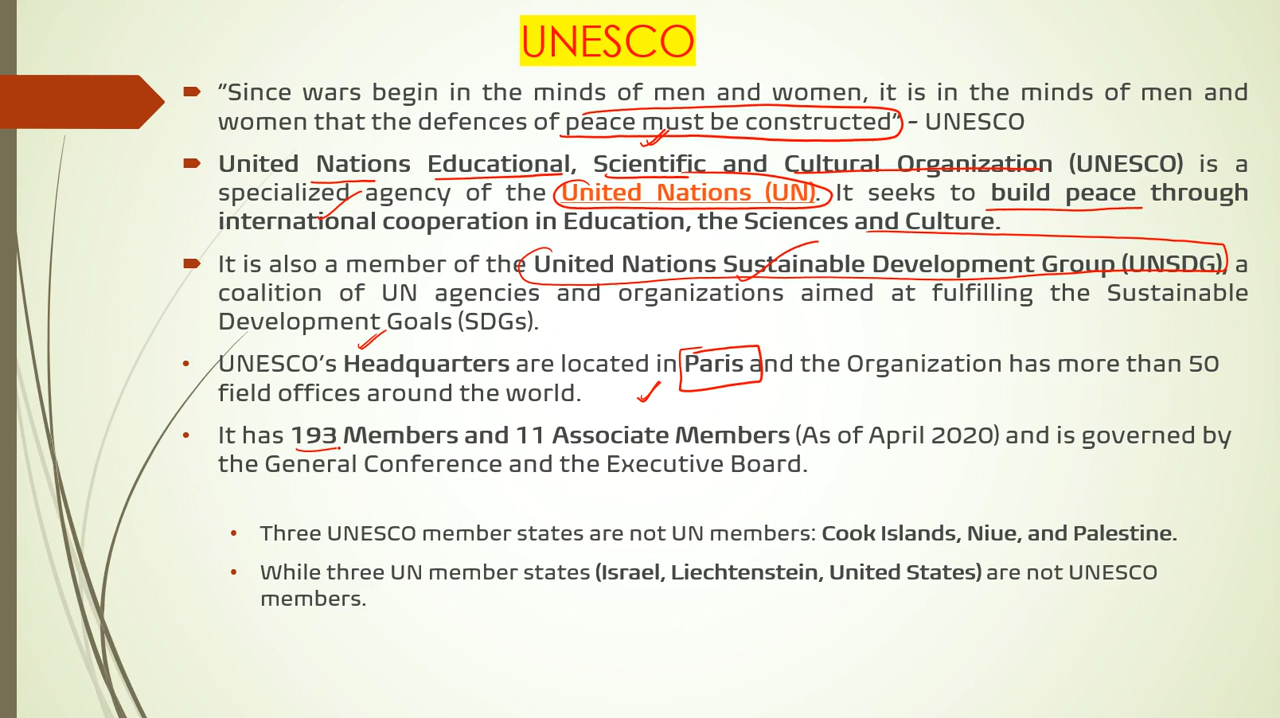 UNESCO
”Since wars begin in the minds of men and women, it is in the minds of men and
women that the defences of peace must be constructed” – UNESCO
United Nations Educational, Scientific and Cultural Organization (UNESCO) is a
specialized agency of the United Nations (UN). It seeks to build peace through
international cooperation in Education, the Sciences and Culture.
It is also a member of the United Nations Sustainable Development Group (UNSDG), a
coalition of UN agencies and organizations aimed at fulfilling the Sustainable
Development Goals (SDGs).
UNESCO’s Headquarters are located in Paris and the Organization has more than 50
field offices around the world.
It has 193 Members and 11 Associate Members (As of April 2020) and is governed by
the General Conference and the Executive Board.
Three UNESCO member states are not UN members: Cook Islands, Niue, and Palestine.
While three UN member states (Israel, Liechtenstein, United States) are not UNESCO
members.